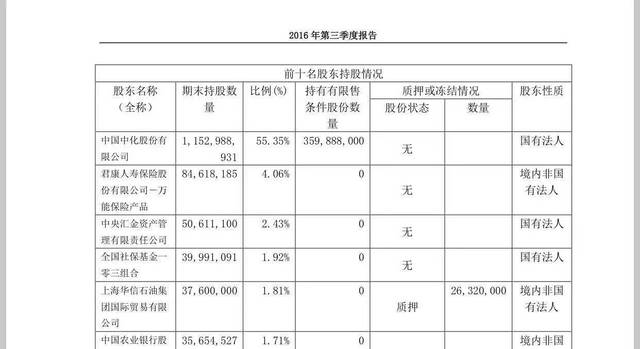 2016 年第三季度报告
前十名股东持股情况
股东名称 期末持股数 比例(%) 持有有限售 质押或冻结情况 股东性质
（全称） 量 条件股份数 股份状态 数量
量
中国中化股份有 1,152,988, 55.35% 359,888,000 无 国有法人
限公司 931
君康人寿保险股 84,618,185 4.06% 0 无 境内非国
份有限公司－万 有法人
能保险产品
中央汇金资产管 50,611,100 2.43% 0 无 国有法人
理有限责任公司
全国社保基金一 39,991,091 1.92% 0 无 国有法人
零三组合
上海华信石油集 37,600,000 1.81% 0 质押 26,320,000 境内非国
团国际贸易有限 有法人
公司
中国农业银行股 35,654,527 1.71% 0 境内非国